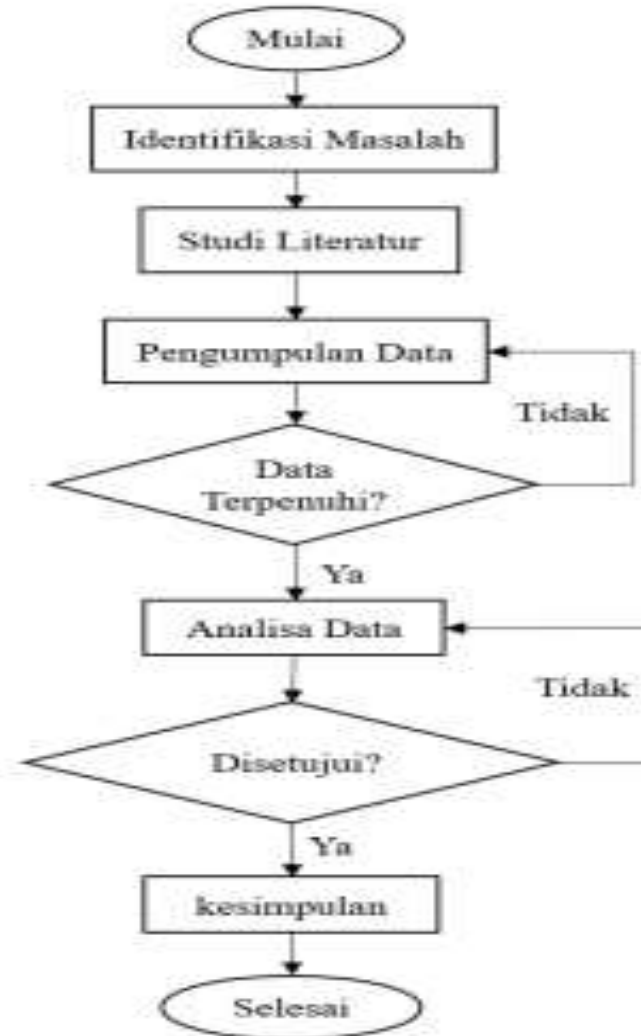 Mulai
Identifikasi Masalah
Studi Literatur
Pengumpulan Data
Tidak
Data
Terpenuhi?
Ya
Analisa Data
Tidak
Disetujui?
Ya
kesimpulan
Selesai